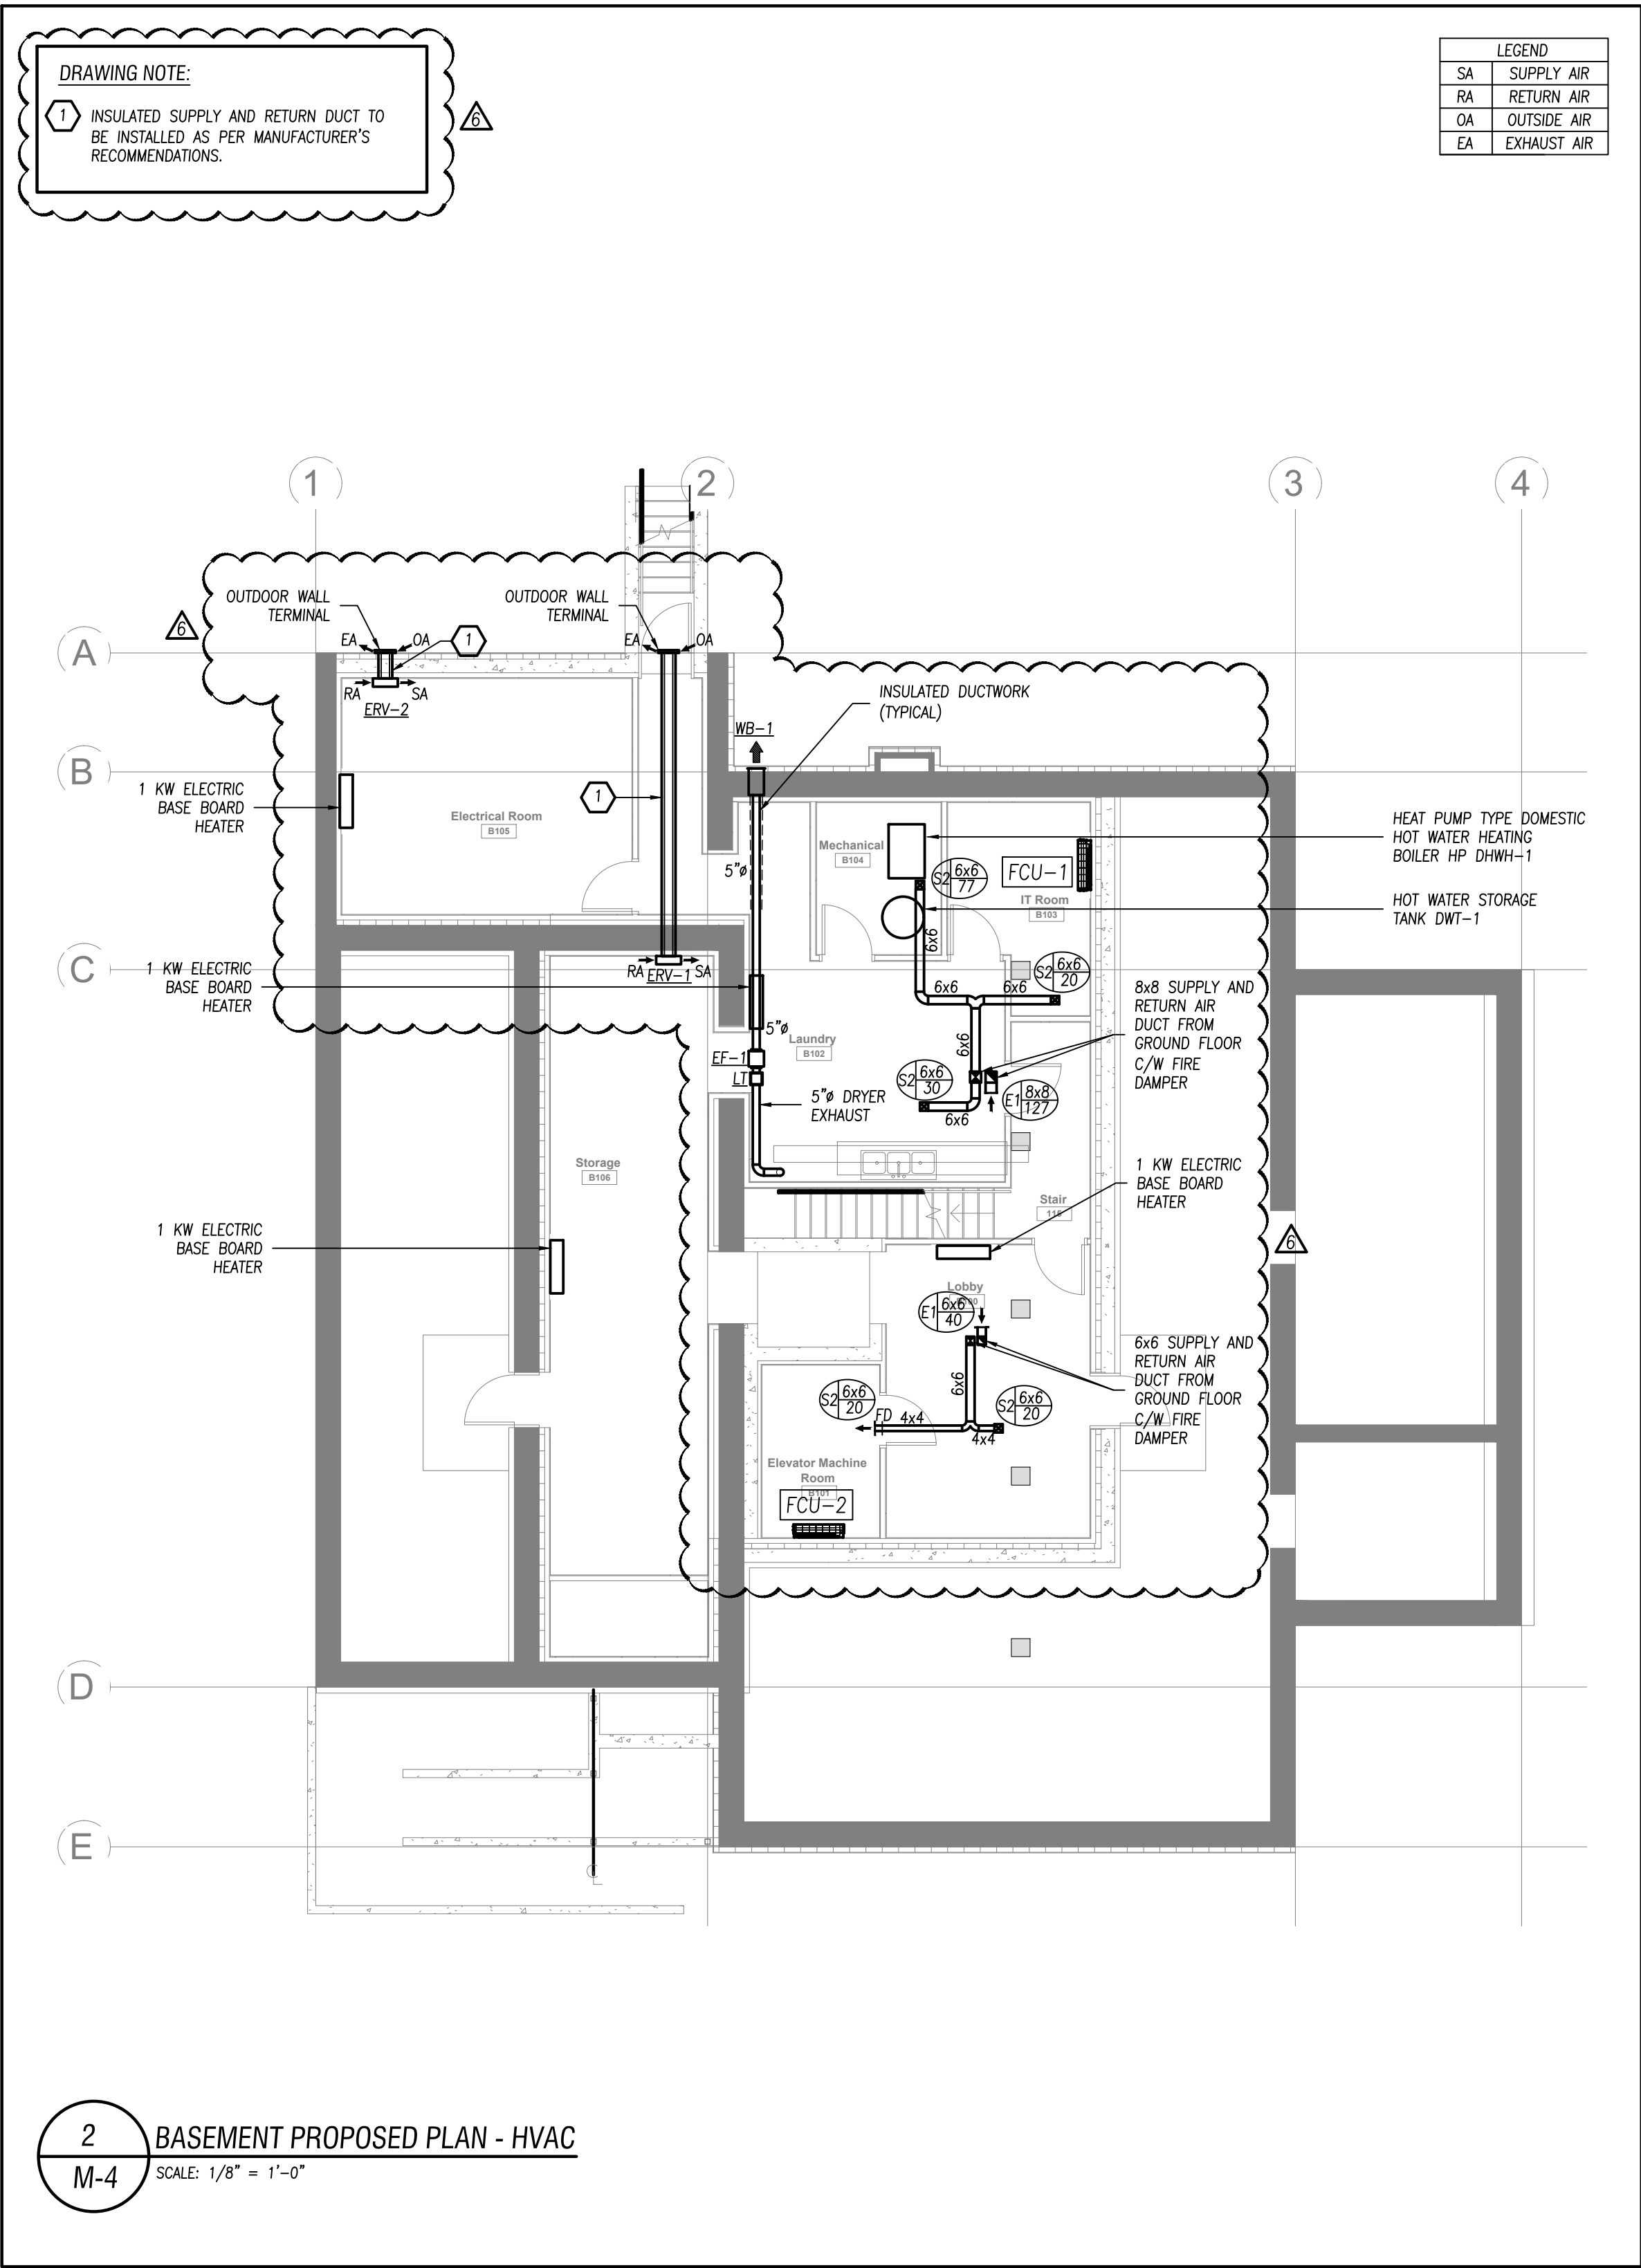 DRAWING NOTE:
1 INSULATED SUPPLY AND RETURN DUCT TO
BE INSTALLED AS PER MANUFACTURER'S
RECOMMENDATIONS.
6
LEGEND
SA SUPPLY AIR
RA RETURN AIR
OA OUTSIDE AIR
EA EXHAUST AIR
1
2
3
4
OUTDOOR WALL
TERMINAL
OUTDOOR WALL
TERMINAL
6
A
EA
OA
1
EA
OA
RA
SA
ERV-2
INSULATED DUCTWORK
(TYPICAL)
WB-1
B
1 KW ELECTRIC
BASE BOARD
HEATER
1
Electrical Room
B105
Mechanical
B104
5"ø
S2 6x6
77
FCU-1
IT Room
B103
HEAT PUMP TYPE DOMESTIC
HOT WATER HEATING
BOILER HP DHWH-1
HOT WATER STORAGE
TANK DWT-1
6x6
C
1 KW ELECTRIC
BASE BOARD
HEATER
RA ERV-1 SA
S2 6x6
20
6x6
6x6
8x8 SUPPLY AND
RETURN AIR
DUCT FROM
GROUND FLOOR
C/W FIRE
DAMPER
5"ø
Laundry
B102
6x6
EF-1
LT
S2 6x6
30
E1 8x8
127
5"ø DRYER
EXHAUST
6x6
Storage
B106
1 KW ELECTRIC
BASE BOARD
HEATER
Stair
1 KW ELECTRIC
BASE BOARD
HEATER
6
Lobby
E1 6x6
40
6x6 SUPPLY AND
RETURN AIR
DUCT FROM
GROUND FLOOR
C/W FIRE
DAMPER
6x6
S2 6x6
20
S2 6x6
20
FD 4x4
4x4
Elevator Machine
Room
B101
FCU-2
D
E
2
M-4
BASEMENT PROPOSED PLAN - HVAC
SCALE: 1/8" = 1'-0"